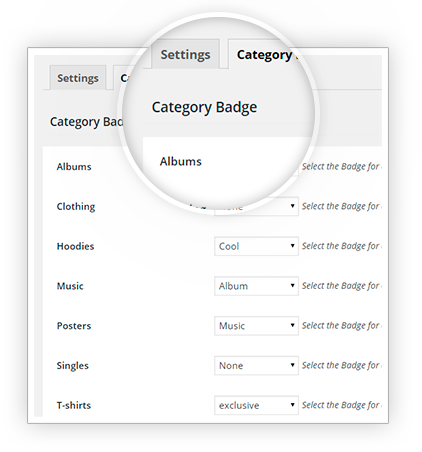 Settings Category
Category Badge
Albums
Settings
Category Bad
Albums Select the Badge for
Clothing None Select the Badge for
Hoodies Cool Select the Badge for
Music Album Select the Badge for
Posters Music Select the Badge for
Singles None Select the Badge for
T-shirts exclusive Select the Badge for